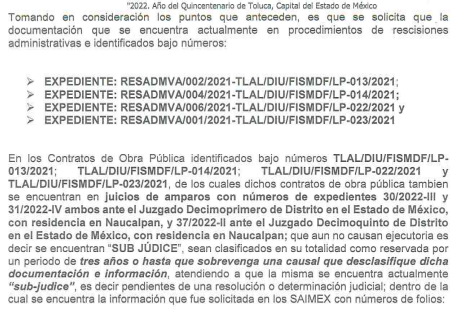 "2022. Año del Quincentenario de Toluca, Capital del Estado de México
Tomando en consideración los puntos que anteceden, es que se solicita que la
documentación que se encuentra actualmente en procedimientos de rescisiones
administrativas e identificados bajo números:
➢ EXPEDIENTE: RESADMVA/002/2021-TLAL/DIU/FISMDF/LP-013/2021;
➢ EXPEDIENTE: RESADMVA/004/2021-TLAL/DIU/FISMDF/LP-014/2021;
➢ EXPEDIENTE: RESADMVA/006/2021-TLAL/DIU/FISMDF/LP-022/2021 y
➢ EXPEDIENTE: RESADMVA/001/2021-TLAL/DIU/FISMDF/LP-023/2021
En los Contratos de Obra Pública identificados bajo números TLAL/DIU/FISMDF/LP-
013/2021; TLAL/DIU/FISMDF/LP-014/2021; TLAL/DIU/FISMDF/LP-022/2021 y
TLAL/DIU/FISMDF/LP-023/2021, de los cuales dichos contratos de obra pública tambien
se encuentran en juicios de amparos con números de expedientes 30/2022-III y
31/2022-IV ambos ante el Juzgado Decimoprimero de Distrito en el Estado de México,
con residencia en Naucalpan, y 37/2022-II ante el Juzgado Decimoquinto de Distrito
en el Estado de México, con residencia en Naucalpan; que aun no causan ejecutoria es
decir se encuentran "SUB JÚDICE", sean clasificados en su totalidad como reservada por
un periodo de tres años o hasta que sobrevenga una causal que desclasifique dicha
documentación e información, atendiendo a que la misma se encuentra actualmente
"sub-judice", es decir pendientes de una resolución o determinación judicial; dentro de la
cual se encuentra la información que fue solicitada en los SAIMEX con números de folios: